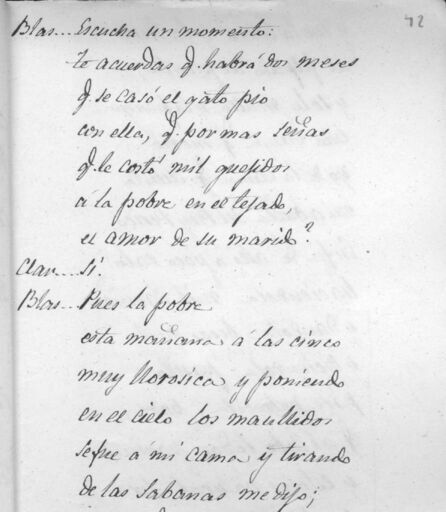 42
Blas... Escucha un momento:
to acuerdas q. habrá dos meses
q. se casó el gato pio
con ella, q. por mas señas
q. le costó mil quejidos
á la pobre en el tejado,
el amor de su marido?
Clar... Sí.
Blas... Pues la pobre
esta mañana á las cinco
muy llorosica y poniendo
en el cielo los maullidos
se fue á mi cama y tirando
de las sabanas me dijo;